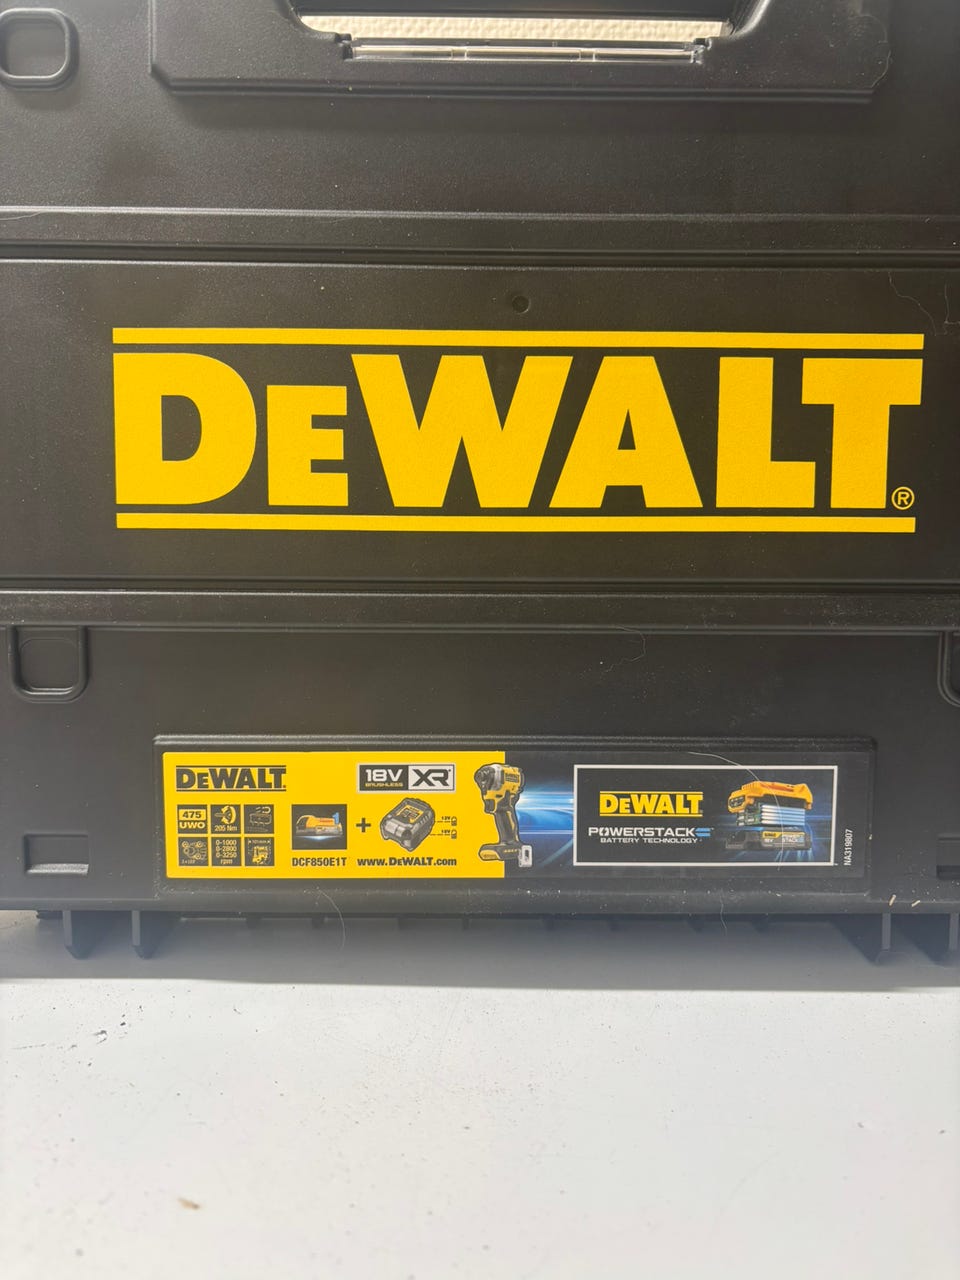 DeWALT®
DeWALT
18V XR
BRUSHLESS
475
UWO
205 Nm
0-1000
0-2800
0-3250
rpm
+
DCF850E1T
www.DeWALT.com
DeWALT
POWERSTACK
BATTERY TECHNOLOGY
NA319807